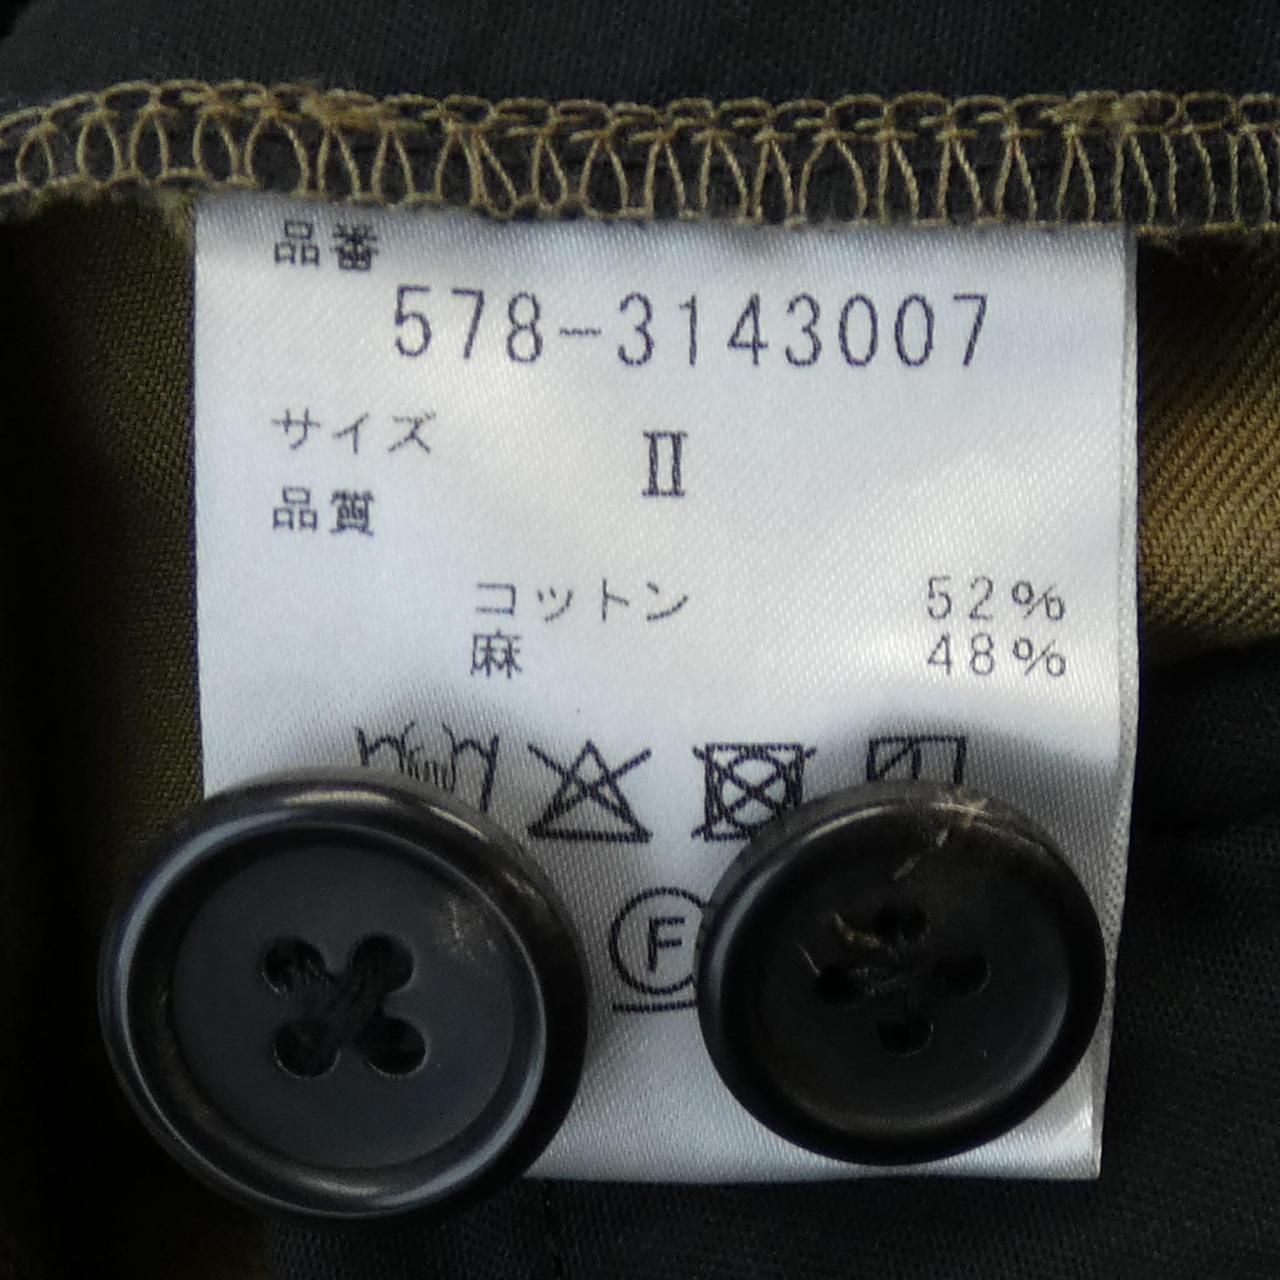 品番
578-3143007
サイズ
II
品質
コットン 52%
麻 48%
F